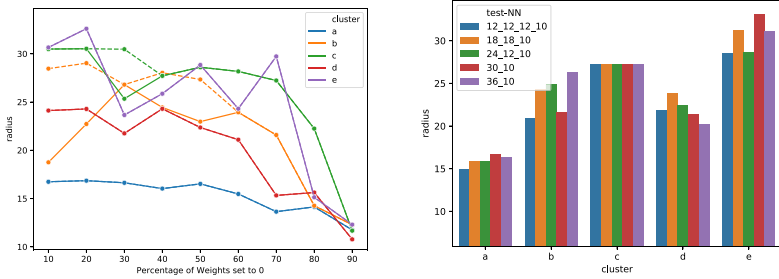 cluster
a
b
c
d
e
radius
30
25
20
15
10
10 20 30 40 50 60 70 80 90
Percentage of Weights set to 0
test-NN
12_12_12_10
18_18_10
24_12_10
30_10
36_10
radius
30
25
20
15
10
a b c d e
cluster